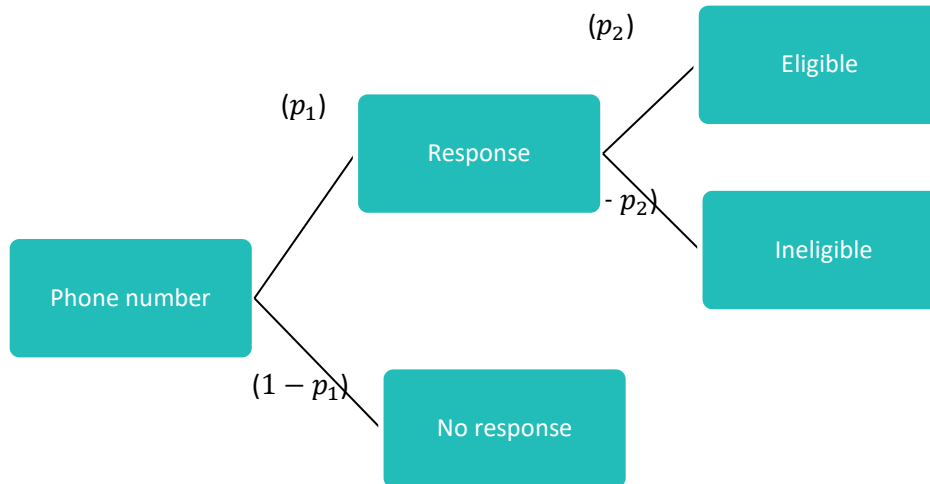 (𝑝₂)
Eligible
(𝑝₁)
Response
- 𝑝₂)
Ineligible
Phone number
(1 − 𝑝₁)
No response